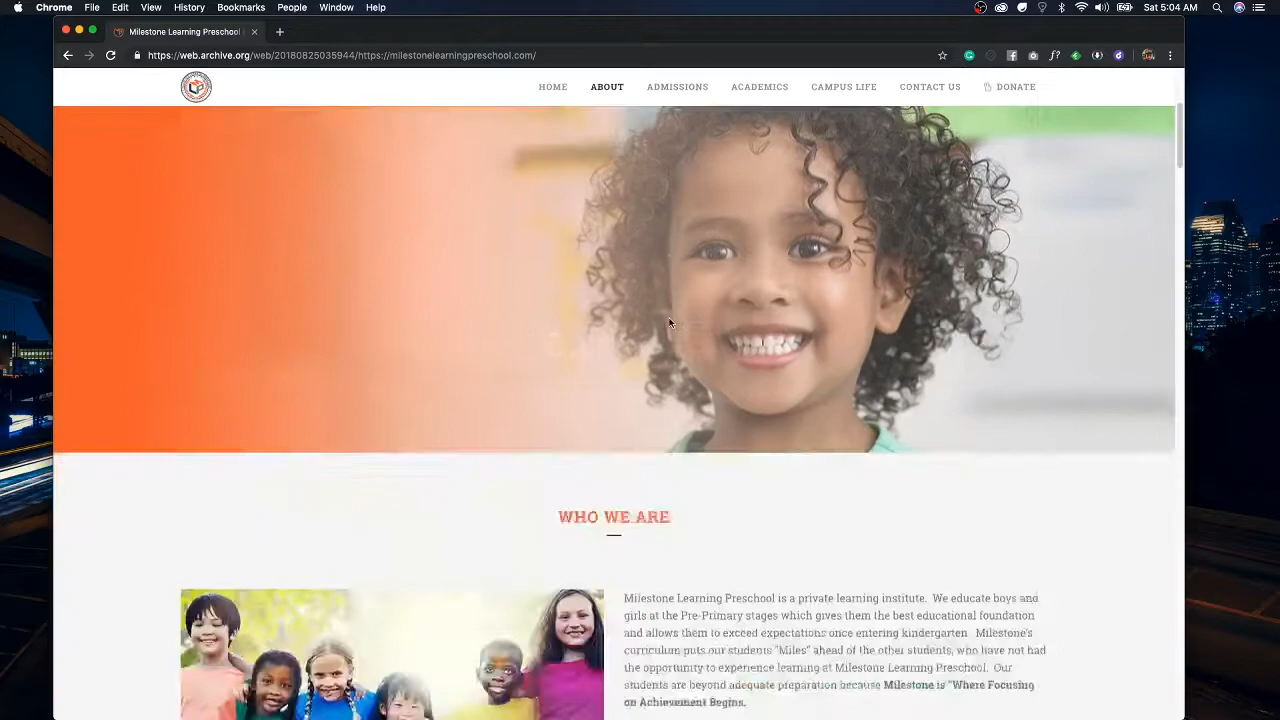 Chrome File Edit View History Bookmarks People Window Help Sat 5:04 AM
Milestone Learning Preschool
https://web.archive.org/web/20180825035944/https://milestonelearningpreschool.com/
HOME ABOUT ADMISSIONS ACADEMICS CAMPUS LIFE CONTACT US DONATE
WHO WE ARE
Milestone Learning Preschool is a private learning institute. We educate boys and
girls at the Pre-Primary stages which gives them the best educational foundation
and allows them to exceed expectations once entering kindergarten Milestone's
curriculum puts our students "Miles" ahead of the other students, who have not had
the opportunity to experience learning at Milestone Learning Preschool. Our
students are beyond adequate preparation because Milestone is "Where Focusing
on Achievement Begins.